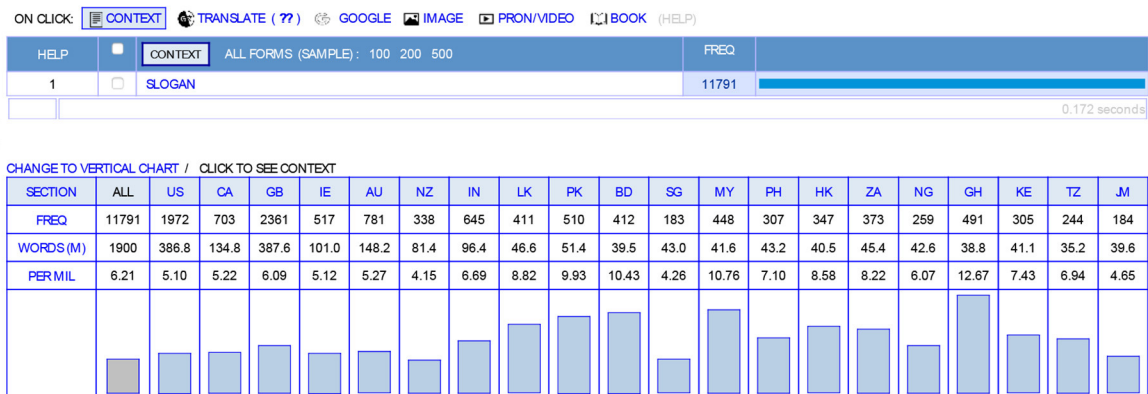 ON CLICK: CONTEXT TRANSLATE ( ?? ) GOOGLE IMAGE PRON/VIDEO BOOK (HELP)
HELP CONTEXT ALL FORMS (SAMPLE) : 100 200 500 FREQ
1 SLOGAN 11791
0.172 seconds
CHANGE TO VERTICAL CHART / CLICK TO SEE CONTEXT
SECTION ALL US CA GB IE AU NZ IN LK PK BD SG MY PH HK ZA NG GH KE TZ JM
FREQ 11791 1972 703 2361 517 781 338 645 411 510 412 183 448 307 347 373 259 491 305 244 184
WORDS (M) 1900 386.8 134.8 387.6 101.0 148.2 81.4 96.4 46.6 51.4 39.5 43.0 41.6 43.2 40.5 45.4 42.6 38.8 41.1 35.2 39.6
PER MIL 6.21 5.10 5.22 6.09 5.12 5.27 4.15 6.69 8.82 9.93 10.43 4.26 10.76 7.10 8.58 8.22 6.07 12.67 7.43 6.94 4.65